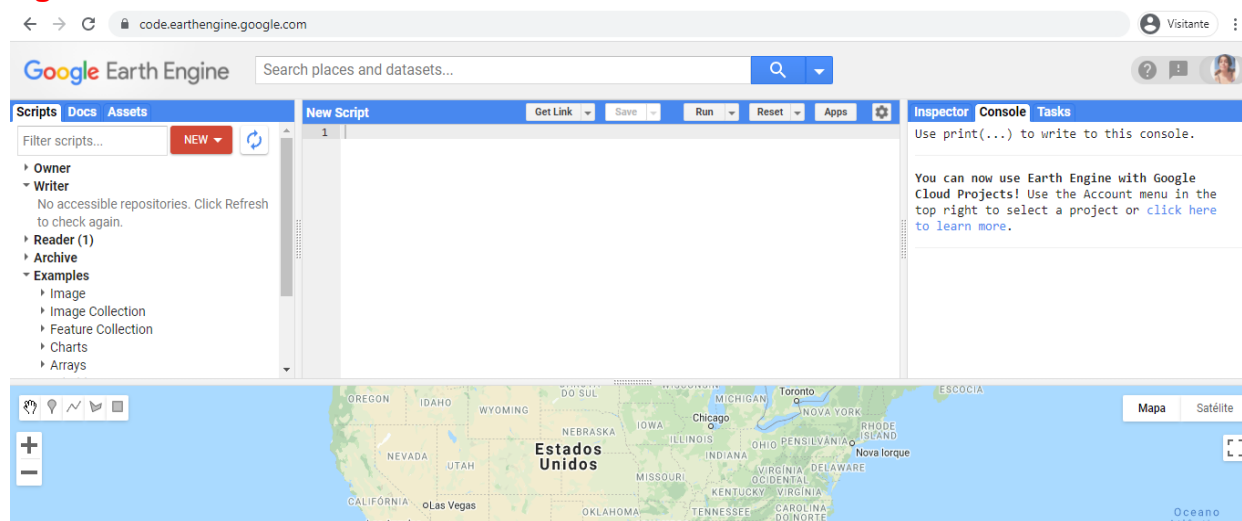 code.earthengine.google.com
Visitante
Google Earth Engine
Search places and datasets...
Scripts Docs Assets
Filter scripts...
NEW
Owner
Writer
No accessible repositories. Click Refresh
to check again.
Reader (1)
Archive
Examples
Image
Image Collection
Feature Collection
Charts
Arrays
New Script
Get Link
Save
Run
Reset
Apps
1
Inspector Console Tasks
Use print(...) to write to this console.
You can now use Earth Engine with Google
Cloud Projects! Use the Account menu in the
top right to select a project or click here
to learn more.
Mapa
Satélite
OREGON
IDAHO
WYOMING
DO SUL
MICHIGAN
Toronto
NOVA YORK
ESCÓCIA
Chicago
IOWA
NEBRASKA
ILLINOIS
INDIANA
OHIO
PENSILVÂNIA
RHODE
ISLAND
Nova Iorque
NEVADA
UTAH
Estados
Unidos
MISSOURI
VIRGÍNIA
OCIDENTAL
DELAWARE
KENTUCKY
VIRGÍNIA
CALIFÓRNIA
Las Vegas
OKLAHOMA
TENNESSEE
CAROLINA
DO NORTE
Oceano